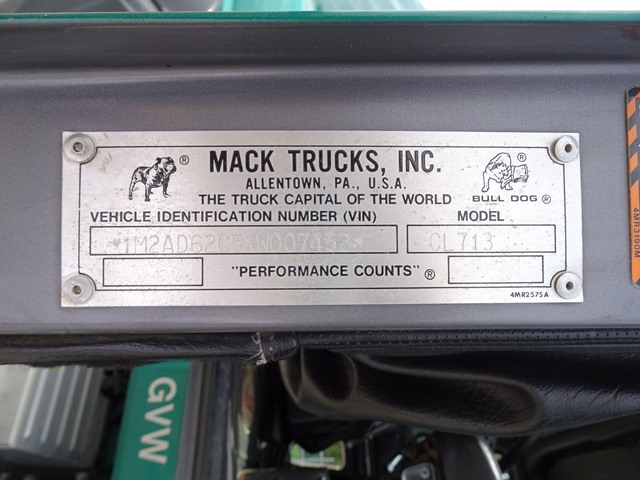 MACK TRUCKS, INC.
ALLENTOWN, PA., U.S.A.
THE TRUCK CAPITAL OF THE WORLD
BULL DOG®
VEHICLE IDENTIFICATION NUMBER (VIN)
MODEL
CL713
"PERFORMANCE COUNTS"®
4MR2575A
4MR3190M
GVW